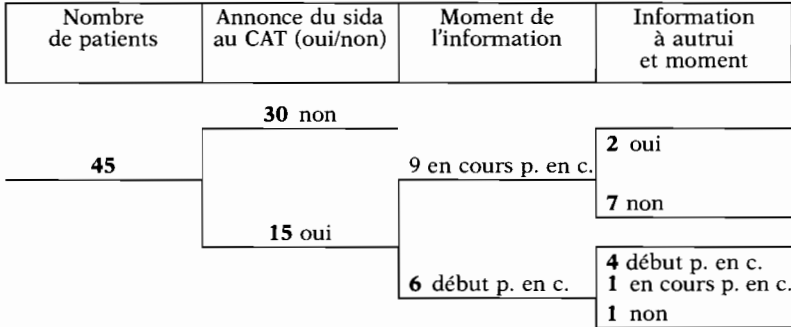 Nombre
de patients
Annonce du sida
au CAT (oui/non)
Moment de
l'information
Information
à autrui
et moment
30 non
2 oui
45
9 en cours p. en c.
7 non
15 oui
4 début p. en c.
1 en cours p. en c.
6 début p. en c.
1 non